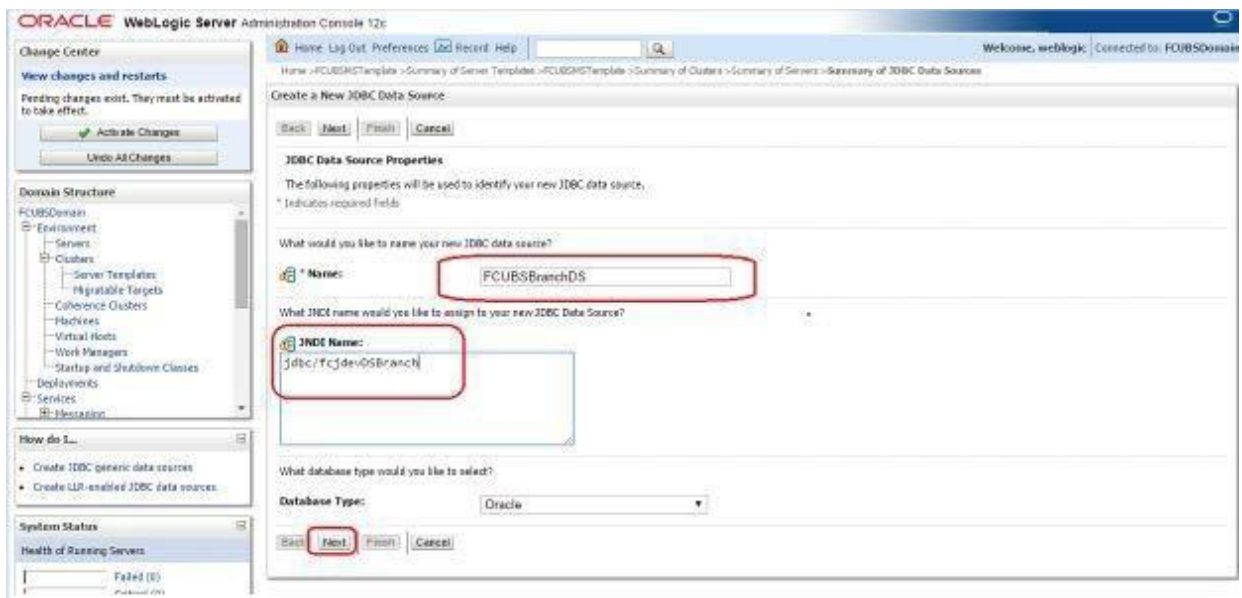 ORACLE WebLogic Server Administration Console 12c
Change Center
View changes and restarts
Pending changes exist. They must be activated
to take effect.
Activate Changes
Undo All Changes
Domain Structure
FCUBSDomain
Environment
Servers
Clusters
Server Templates
Migratable Targets
Coherence Clusters
Machines
Virtual Hosts
Work Managers
Startup and Shutdown Classes
Deployments
Services
Messaging
How do I...
Create JDBC generic data sources
Create LLR-enabled JDBC data sources
System Status
Health of Running Servers
Failed (0)
Critical (0)
Home Log Out Preferences Record Help
Welcome, weblogic Connected to: FCUBSDomain
Home >FCUBSMSTemplate >Summary of Server Templates >FCUBSMSTemplate >Summary of Clusters >Summary of Servers >Summary of JDBC Data Sources
Create a New JDBC Data Source
Back Next Finish Cancel
JDBC Data Source Properties
The following properties will be used to identify your new JDBC data source.
* Indicates required fields
What would you like to name your new JDBC data source?
* Name: FCUBSBranchDS
What JNDI name would you like to assign to your new JDBC Data Source?
JNDI Name:
jdbc/fcjdevDSBranch
What database type would you like to select?
Database Type: Oracle
Back Next Finish Cancel